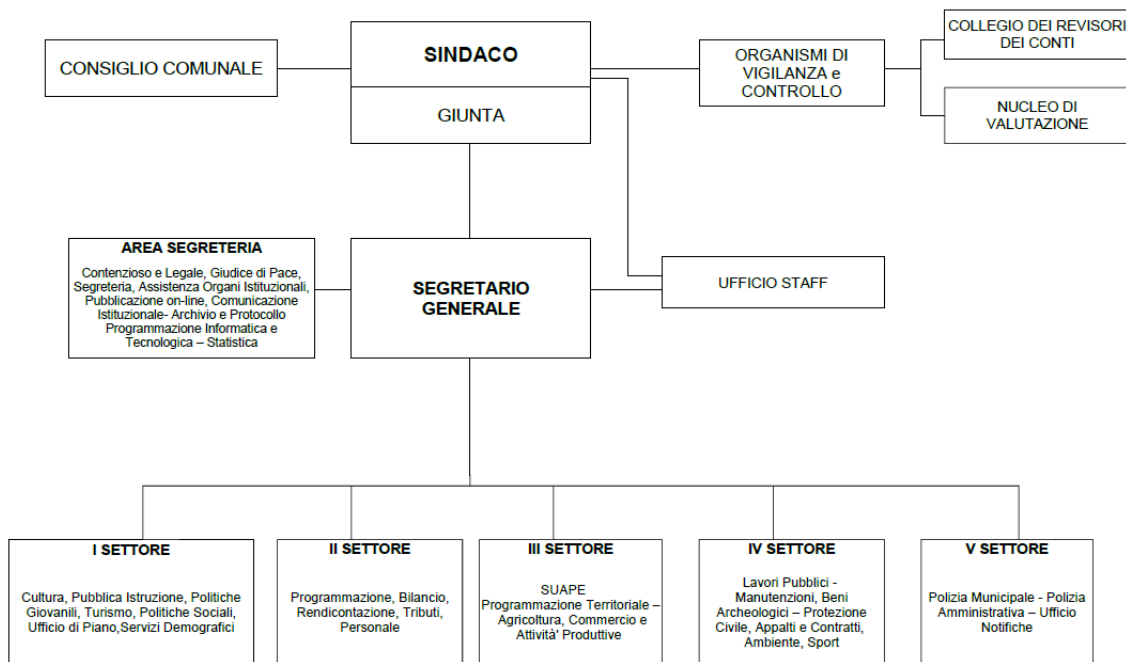 CONSIGLIO COMUNALE
SINDACO
GIUNTA
ORGANISMI DI
VIGILANZA e
CONTROLLO
COLLEGIO DEI REVISORI
DEI CONTI
NUCLEO DI
VALUTAZIONE
AREA SEGRETERIA
Contenzioso e Legale, Giudice di Pace,
Segreteria, Assistenza Organi Istituzionali,
Pubblicazione on-line, Comunicazione
Istituzionale- Archivio e Protocollo
Programmazione Informatica e
Tecnologica – Statistica
SEGRETARIO
GENERALE
UFFICIO STAFF
I SETTORE
Cultura, Pubblica Istruzione, Politiche
Giovanili, Turismo, Politiche Sociali,
Ufficio di Piano,Servizi Demografici
II SETTORE
Programmazione, Bilancio,
Rendicontazione, Tributi,
Personale
III SETTORE
SUAPE
Programmazione Territoriale –
Agricoltura, Commercio e
Attività' Produttive
IV SETTORE
Lavori Pubblici -
Manutenzioni, Beni
Archeologici – Protezione
Civile, Appalti e Contratti,
Ambiente, Sport
V SETTORE
Polizia Municipale - Polizia
Amministrativa – Ufficio
Notifiche